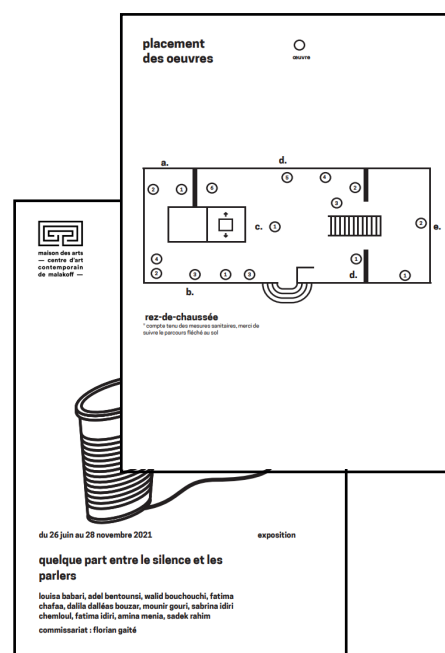 placement
des oeuvres
œuvre
a.
d.
2
1
6
5
4
2
3
c.
1
2
e.
4
2
3
1
3
1
d.
1
b.
rez-de-chaussée
* compte tenu des mesures sanitaires, merci de
suivre le parcours fléché au sol
maison des arts
— centre d'art
contemporain
de malakoff —
du 26 juin au 28 novembre 2021
exposition
quelque part entre le silence et les
parlers
louisa babari, adel bentounsi, walid bouchouchi, fatima
chafaa, dalila dalléas bouzar, mounir gouri, sabrina idiri
chemloul, fatima idiri, amina menia, sadek rahim
commissariat : florian gaité